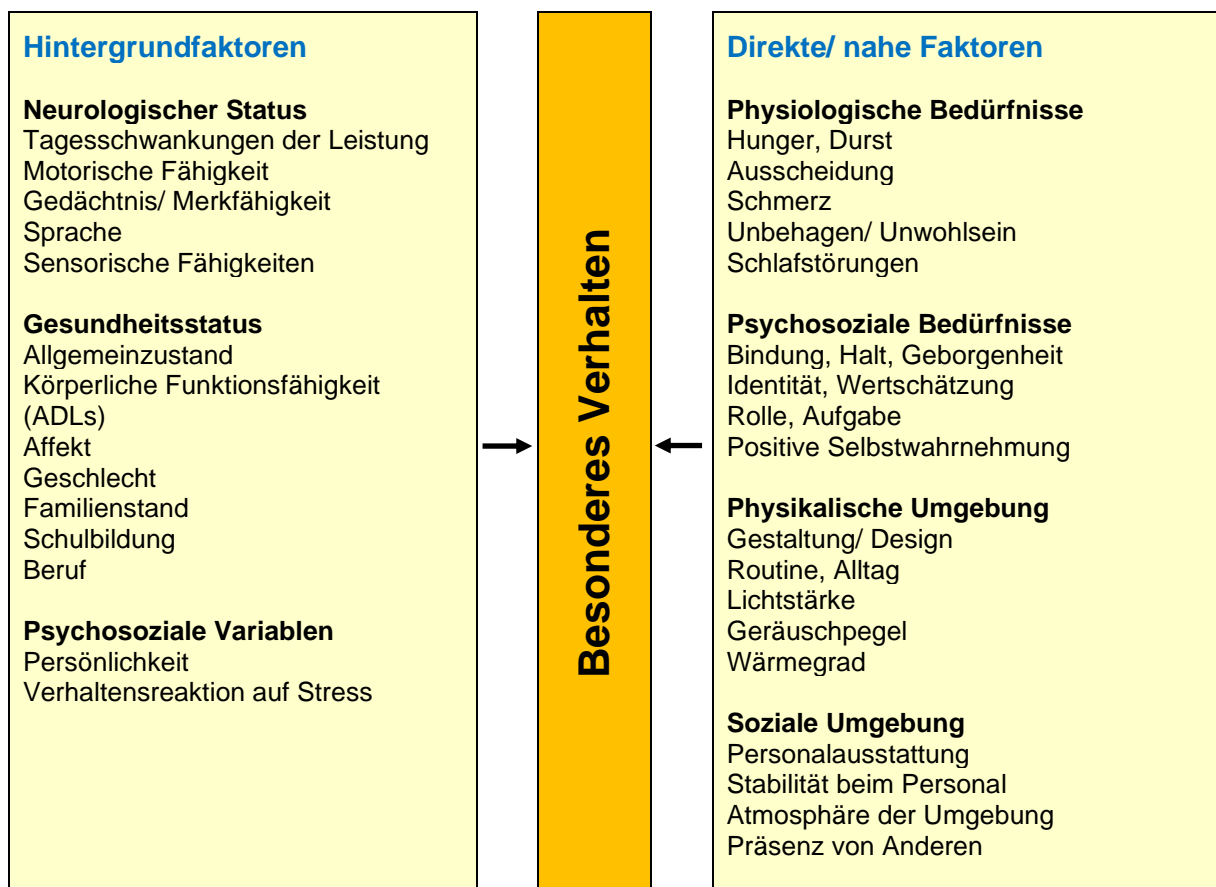 Hintergrundfaktoren
Neurologischer Status
Tagesschwankungen der Leistung
Motorische Fähigkeit
Gedächtnis/ Merkfähigkeit
Sprache
Sensorische Fähigkeiten
Gesundheitsstatus
Allgemeinzustand
Körperliche Funktionsfähigkeit
(ADLs)
Affekt
Geschlecht
Familienstand
Schulbildung
Beruf
Psychosoziale Variablen
Persönlichkeit
Verhaltensreaktion auf Stress
Besonderes Verhalten
Direkte/ nahe Faktoren
Physiologische Bedürfnisse
Hunger, Durst
Ausscheidung
Schmerz
Unbehagen/ Unwohlsein
Schlafstörungen
Psychosoziale Bedürfnisse
Bindung, Halt, Geborgenheit
Identität, Wertschätzung
Rolle, Aufgabe
Positive Selbstwahrnehmung
Physikalische Umgebung
Gestaltung/ Design
Routine, Alltag
Lichtstärke
Geräuschpegel
Wärmegrad
Soziale Umgebung
Personalausstattung
Stabilität beim Personal
Atmosphäre der Umgebung
Präsenz von Anderen